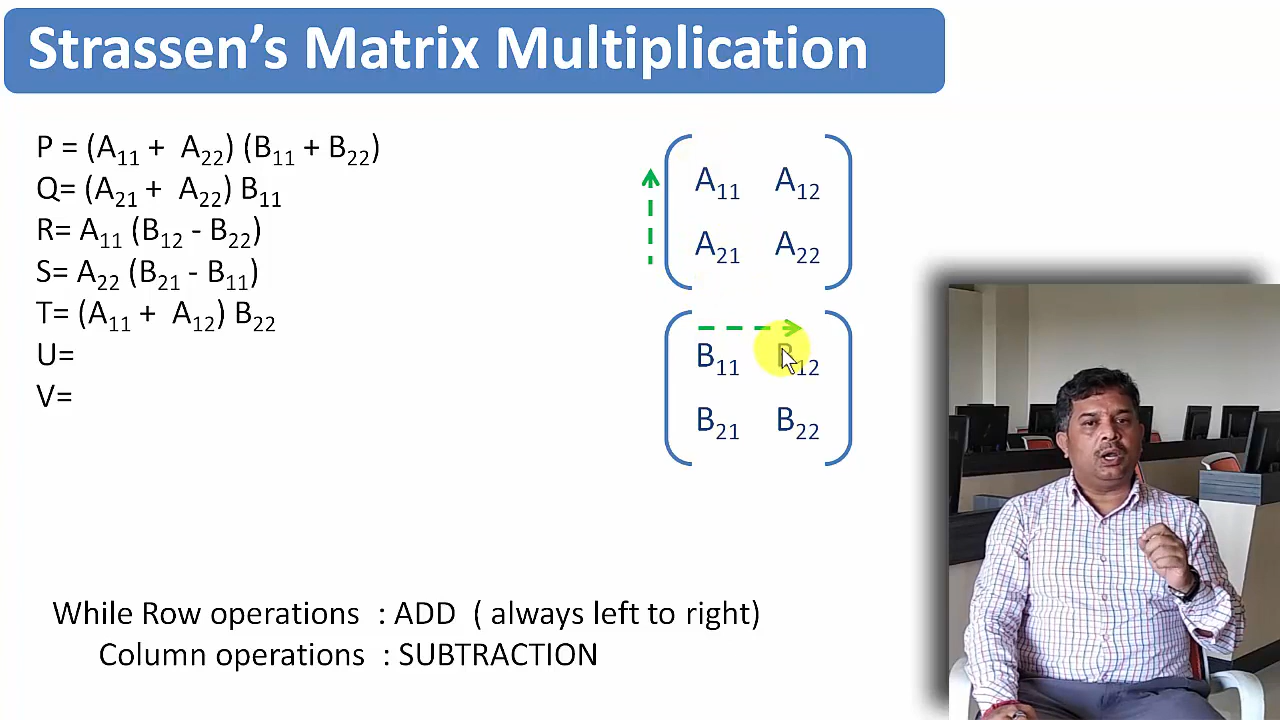 Strassen’s Matrix Multiplication
P = (A₁₁ + A₂₂) (B₁₁ + B₂₂)
Q= (A₂₁ + A₂₂) B₁₁
R= A₁₁ (B₁₂ - B₂₂)
S= A₂₂ (B₂₁ - B₁₁)
T= (A₁₁ + A₁₂) B₂₂
U=
V=
A₁₁ A₁₂
A₂₁ A₂₂
B₁₁ B₁₂
B₂₁ B₂₂
While Row operations : ADD ( always left to right)
Column operations : SUBTRACTION